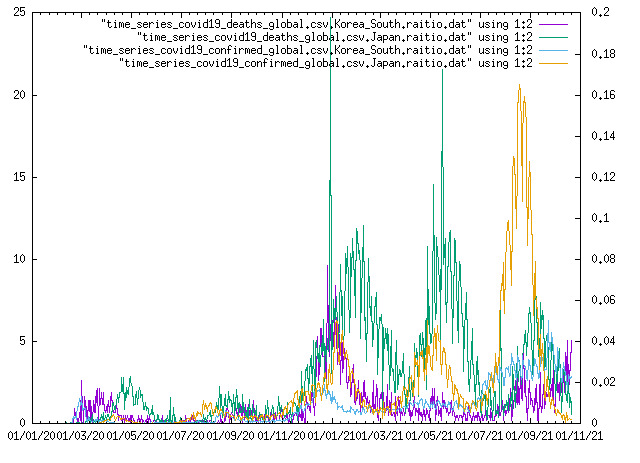 "time_series_covid19_deaths_global.csv.Korea_South.raitio.dat" using 1:2
"time_series_covid19_deaths_global.csv.Japan.raitio.dat" using 1:2
"time_series_covid19_confirmed_global.csv.Korea_South.raitio.dat" using 1:2
"time_series_covid19_confirmed_global.csv.Japan.raitio.dat" using 1:2
25 0.2
0.18
20 0.16
0.14
15 0.12
0.1
10 0.08
0.06
5 0.04
0.02
0 0
01/01/20 01/03/20 01/05/20 01/07/20 01/09/20 01/11/20 01/01/21 01/03/21 01/05/21 01/07/21 01/09/21 01/11/21